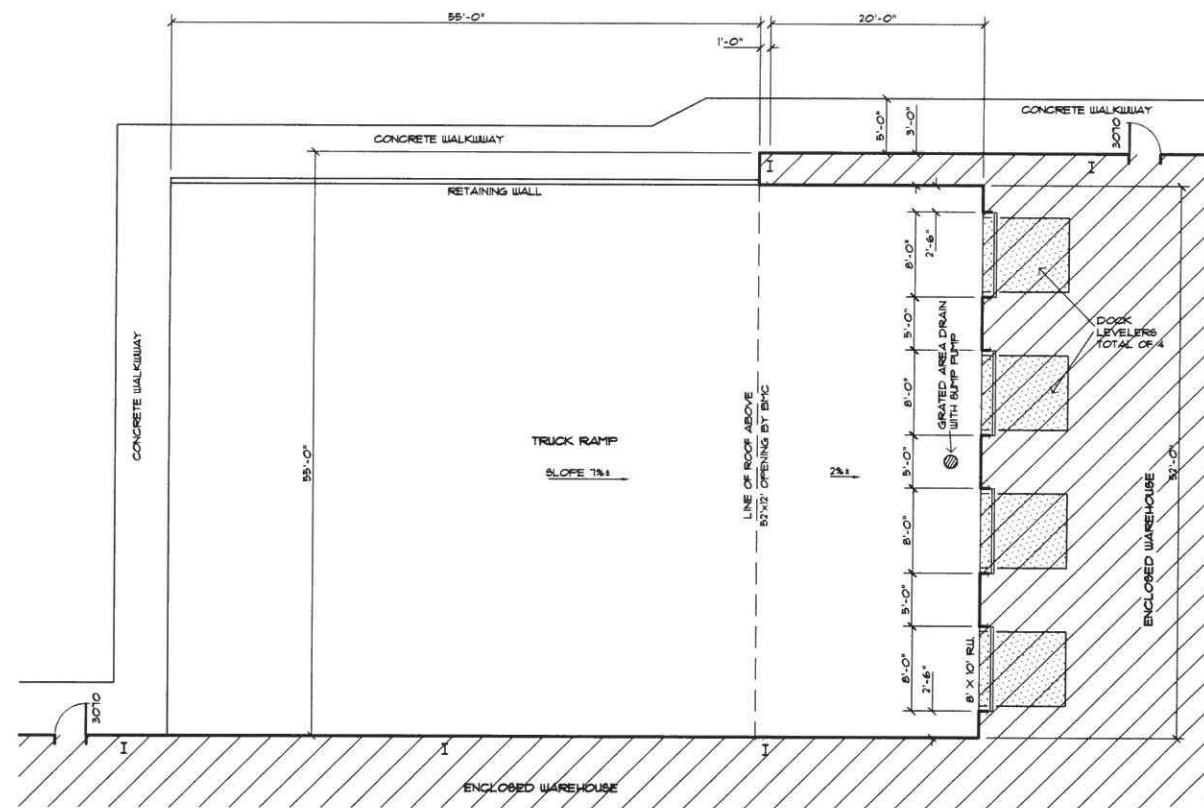 55'-0"
20'-0"
1'-0"
CONCRETE WALKWAY
5'-0"
3'-0"
CONCRETE WALKWAY
3070
I
I
RETAINING WALL
8'-0"
2'-6"
5'-0"
GRATED AREA DRAIN
WITH SUMP PUMP
DOCK
LEVELERS
TOTAL OF 4
CONCRETE WALKWAY
8'-0"
TRUCK RAMP
LINE OF ROOF ABOVE
52'x12' OPENING BY BMC
55'-0"
SLOPE 7%±
2%±
5'-0"
52'-0"
8'-0"
ENCLOSED WAREHOUSE
5'-0"
8'-0"
2'-6"
8' X 10' R.U.
3070
I
I
I
ENCLOSED WAREHOUSE